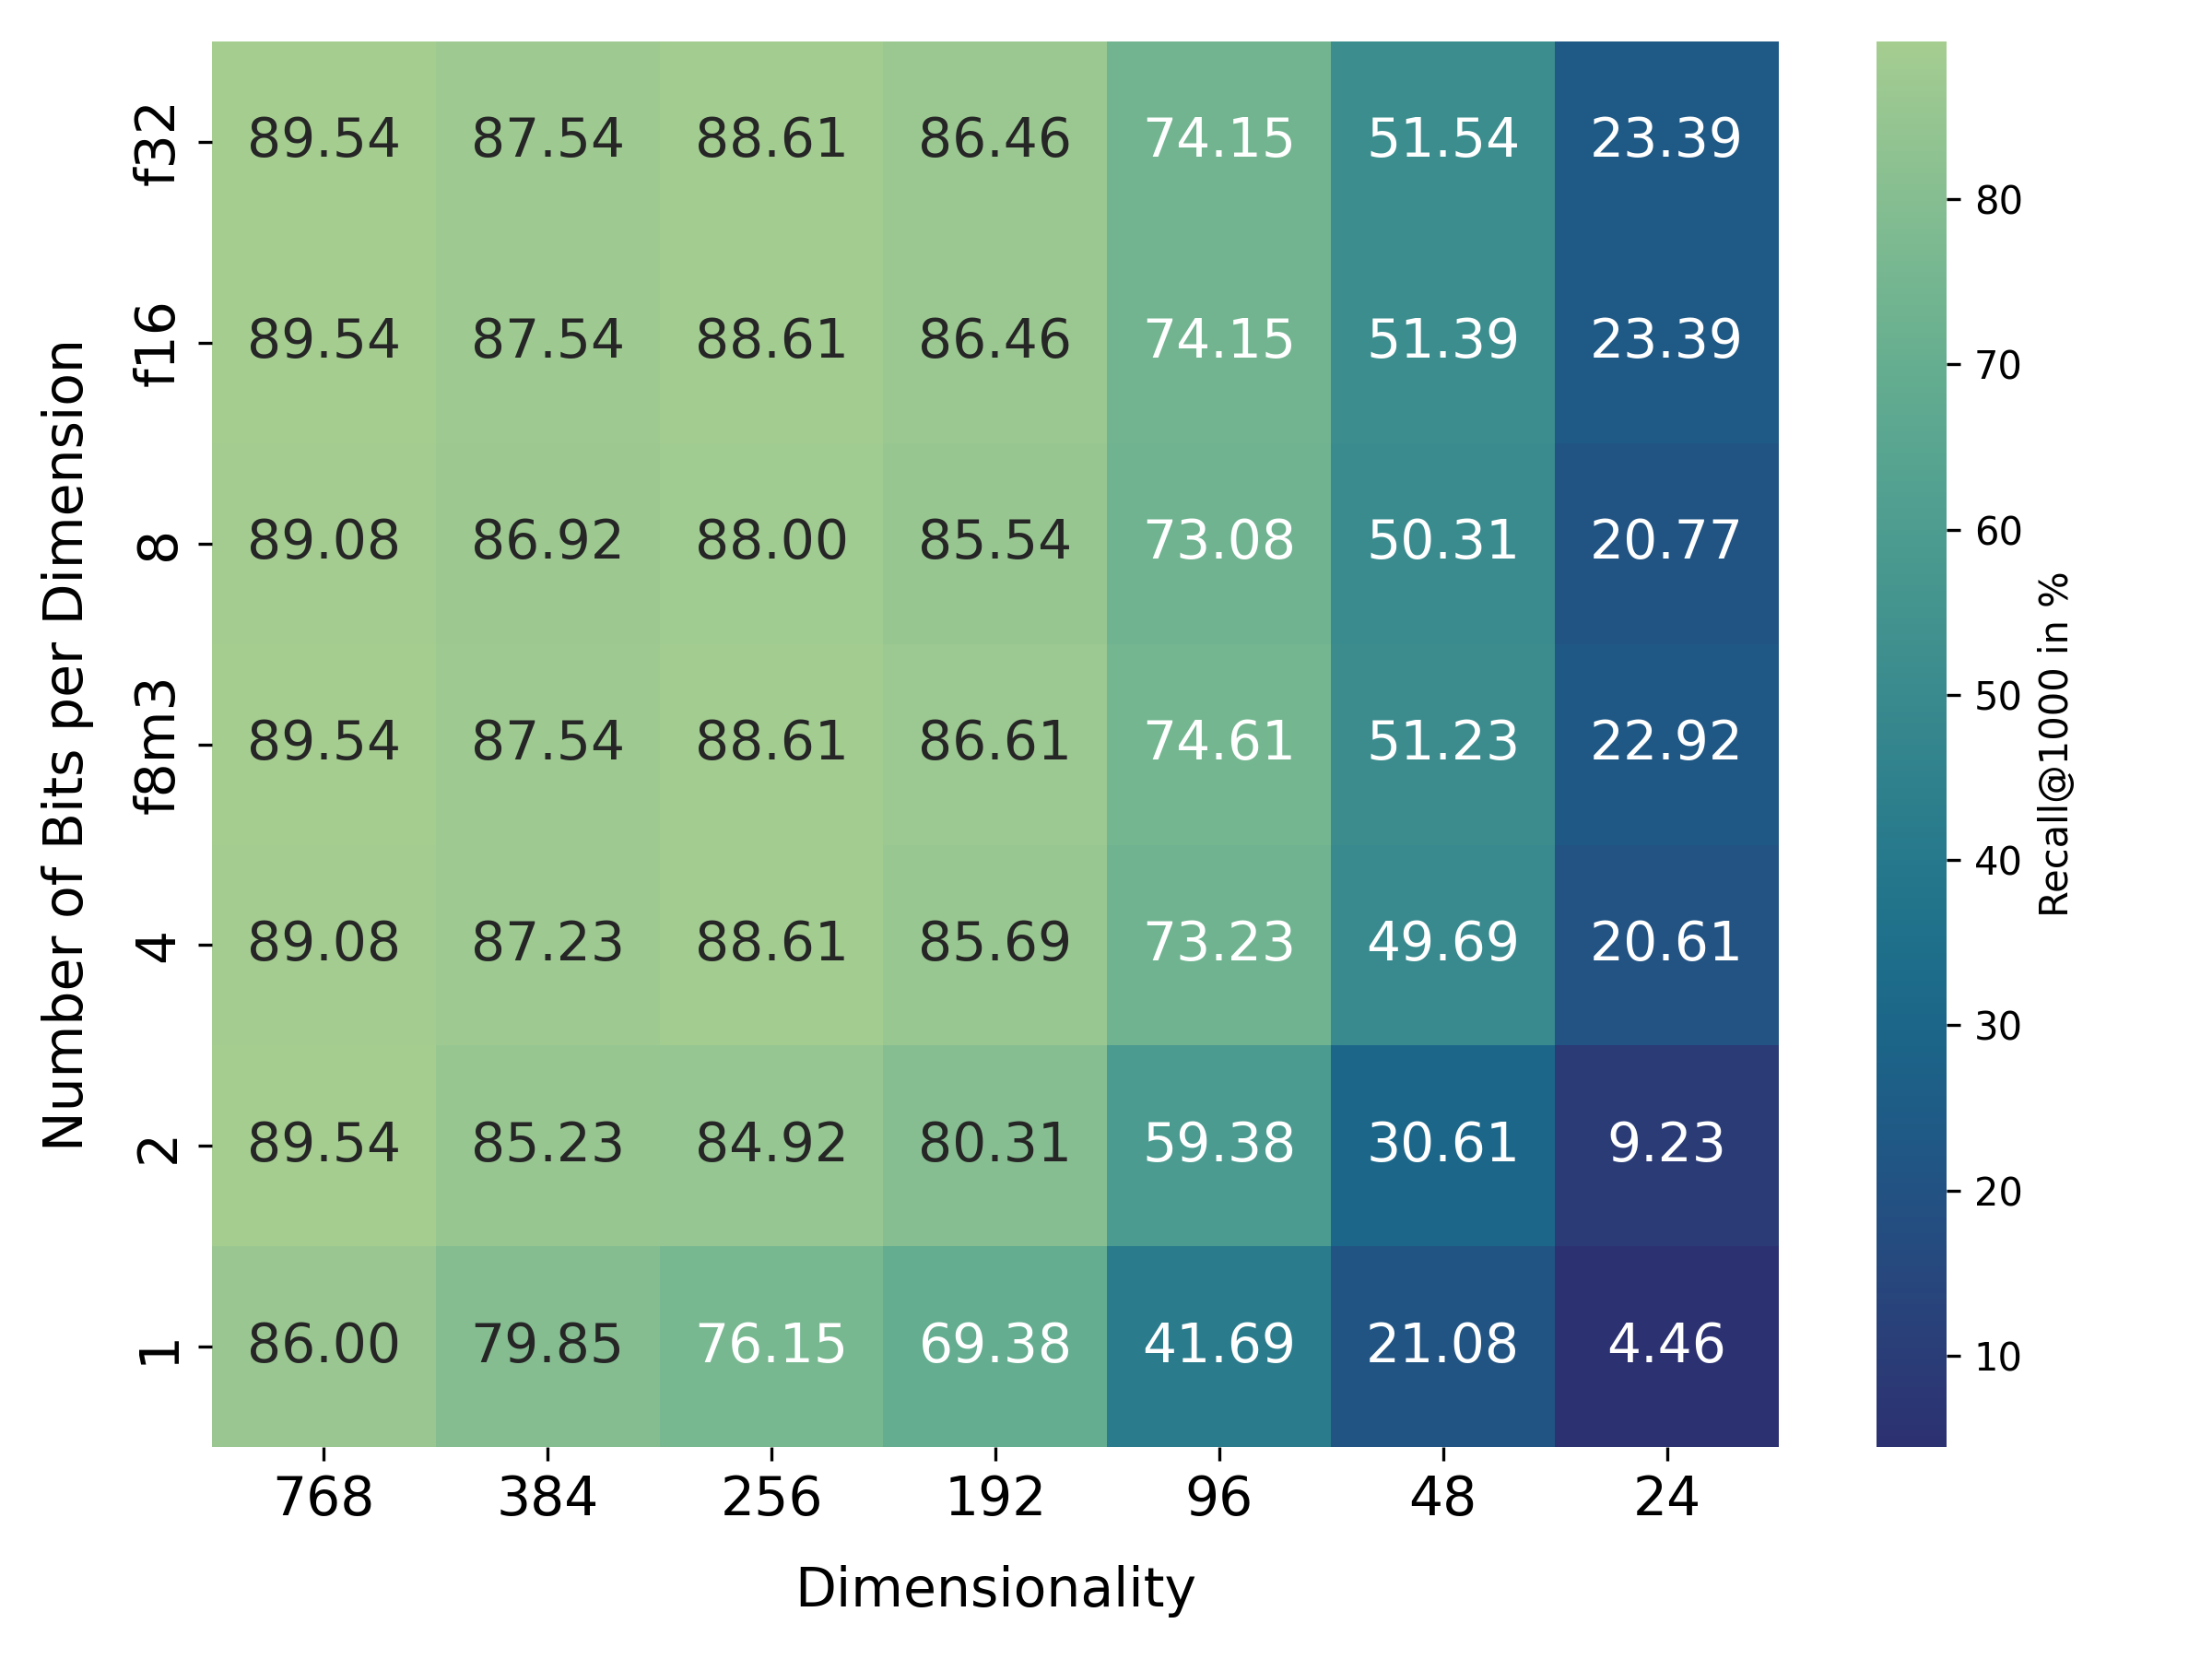 Number of Bits per Dimension
f32 89.54 87.54 88.61 86.46 74.15 51.54 23.39
f16 89.54 87.54 88.61 86.46 74.15 51.39 23.39
8 89.08 86.92 88.00 85.54 73.08 50.31 20.77
f8m3 89.54 87.54 88.61 86.61 74.61 51.23 22.92
4 89.08 87.23 88.61 85.69 73.23 49.69 20.61
2 89.54 85.23 84.92 80.31 59.38 30.61 9.23
1 86.00 79.85 76.15 69.38 41.69 21.08 4.46
768 384 256 192 96 48 24
Dimensionality
80
70
60
50
40
30
20
10
Recall@1000 in %